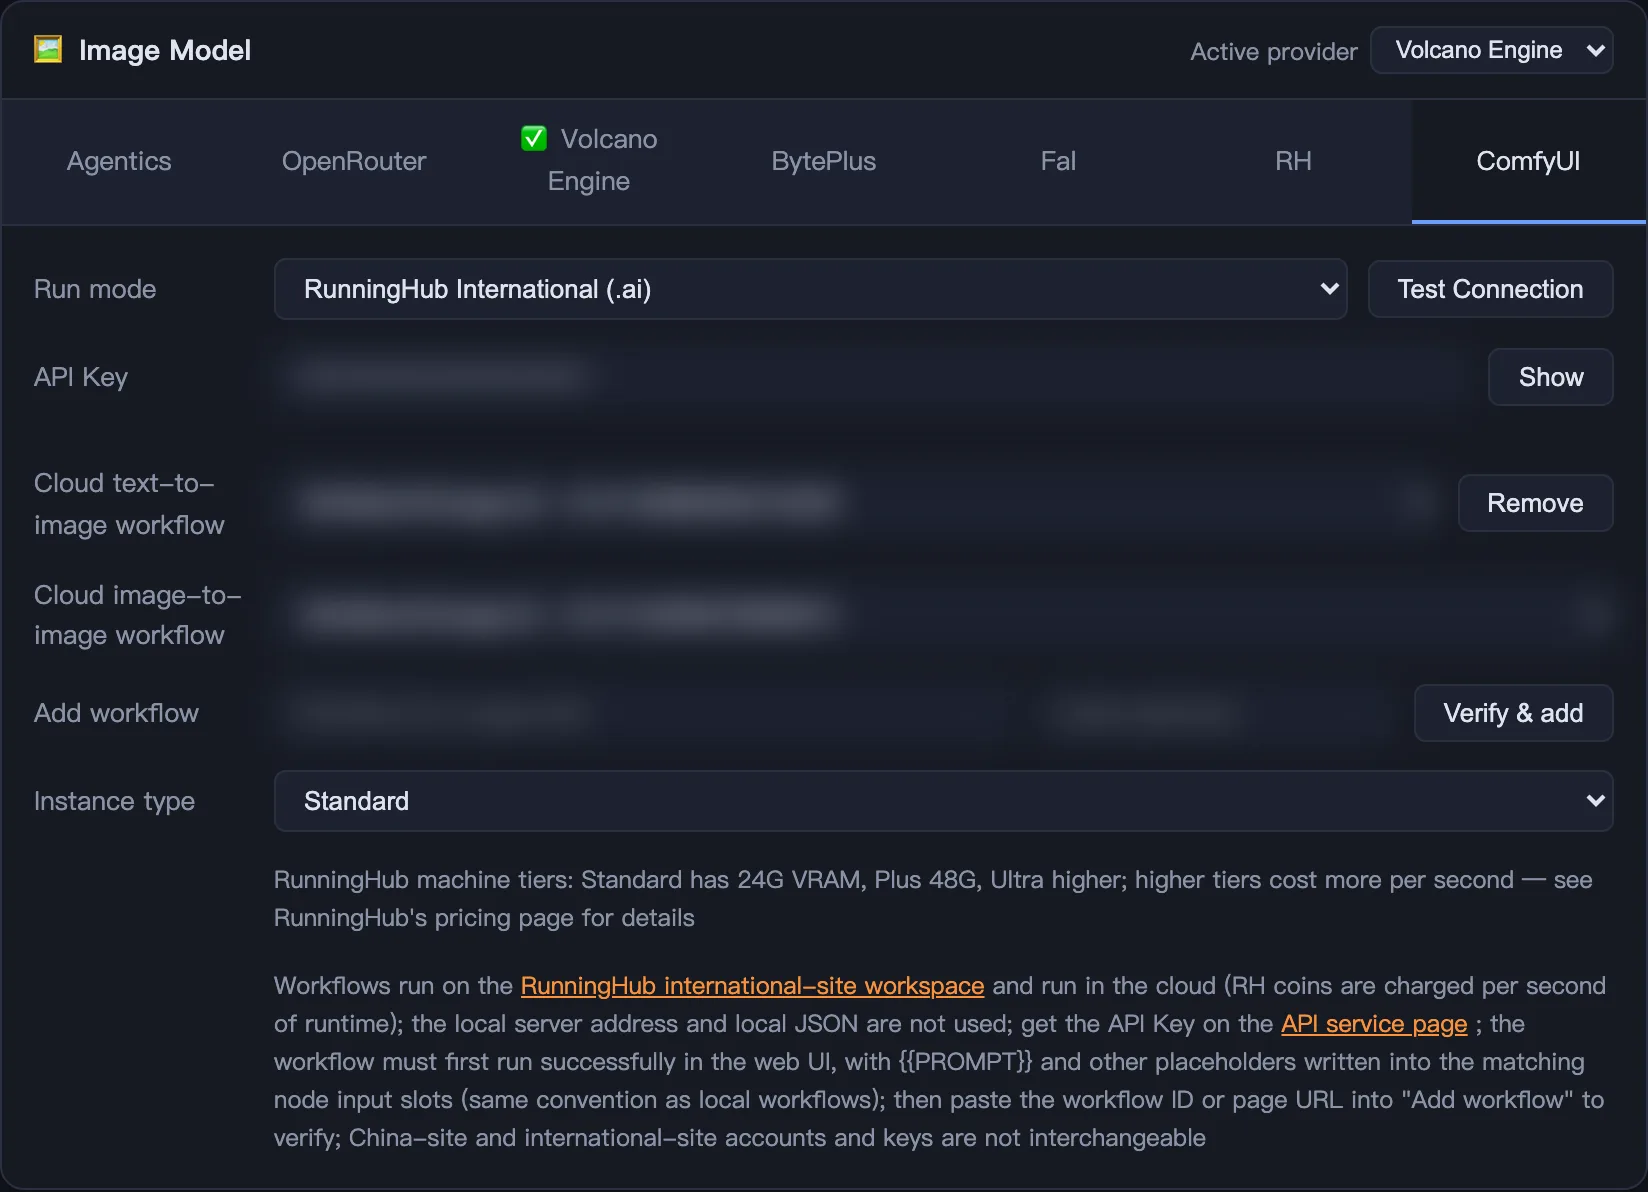 Image Model
Active provider
Volcano Engine
Agentics
OpenRouter
Volcano
Engine
BytePlus
Fal
RH
ComfyUI
Run mode
RunningHub International (.ai)
Test Connection
API Key
Show
Cloud text-to-
image workflow
Remove
Cloud image-to-
image workflow
Add workflow
Verify & add
Instance type
Standard
RunningHub machine tiers: Standard has 24G VRAM, Plus 48G, Ultra higher; higher tiers cost more per second — see
RunningHub's pricing page for details
Workflows run on the RunningHub international-site workspace and run in the cloud (RH coins are charged per second
of runtime); the local server address and local JSON are not used; get the API Key on the API service page ; the
workflow must first run successfully in the web UI, with {{PROMPT}} and other placeholders written into the matching
node input slots (same convention as local workflows); then paste the workflow ID or page URL into "Add workflow" to
verify; China-site and international-site accounts and keys are not interchangeable